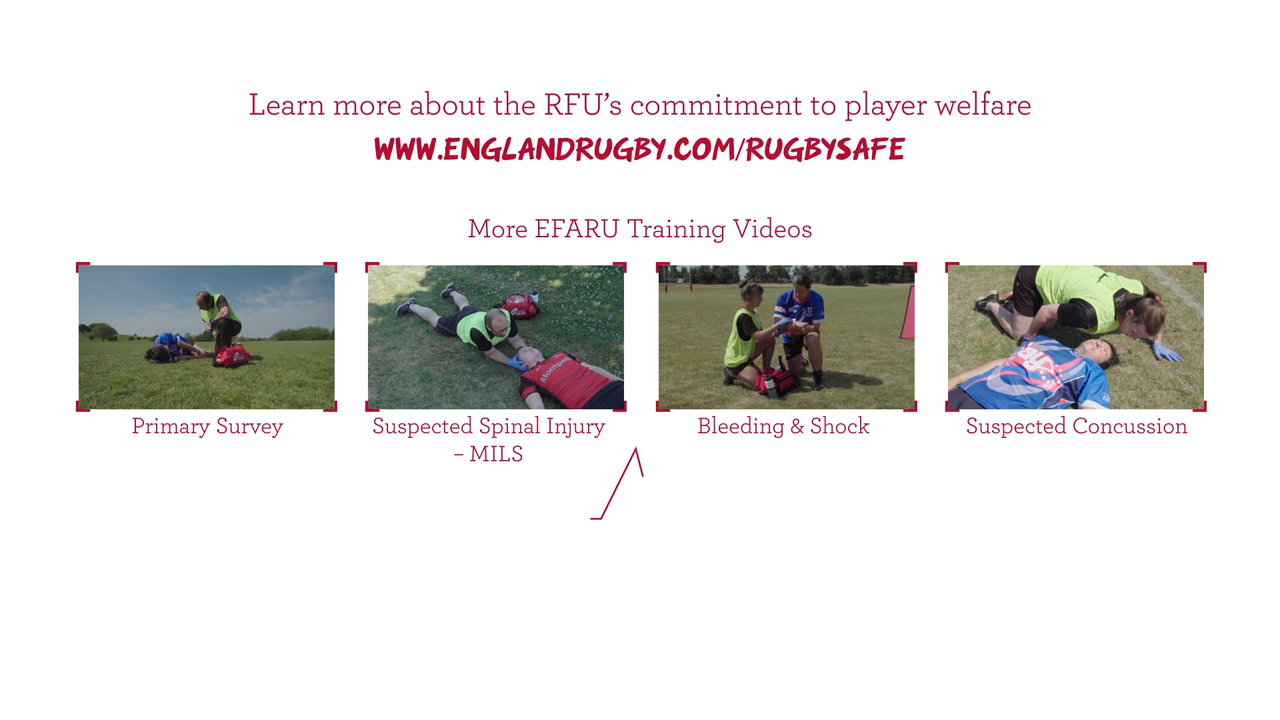 Learn more about the RFU's commitment to player welfare
WWW.ENGLANDRUGBY.COM/RUGBYSAFE
More EFARU Training Videos
Primary Survey
Suspected Spinal Injury
– MILS
Bleeding & Shock
Suspected Concussion